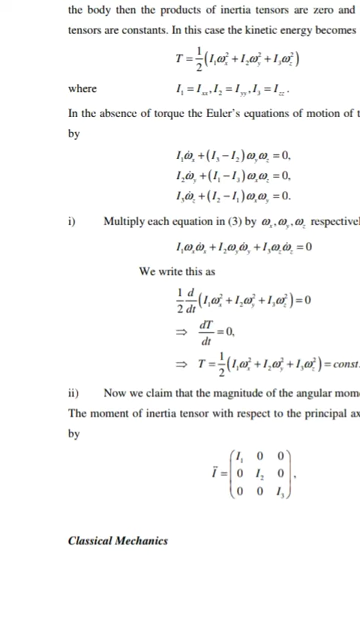 the body then the products of inertia tensors are zero and
tensors are constants. In this case the kinetic energy becomes
T = 1/2 (I₁ω²ₓ + I₂ω²ᵧ + I₃ω²_z)
where I₁ = Iₓₓ, I₂ = Iᵧᵧ, I₃ = I_zz.
In the absence of torque the Euler's equations of motion of
by
I₁ω̇ₓ + (I₃ − I₂)ωᵧω_z = 0,
I₂ω̇ᵧ + (I₁ − I₃)ωₓω_z = 0,
I₃ω̇_z + (I₂ − I₁)ωₓωᵧ = 0.
i) Multiply each equation in (3) by ωₓ, ωᵧ, ω_z respectivel
I₁ωₓω̇ₓ + I₂ωᵧω̇ᵧ + I₃ω_zω̇_z = 0
We write this as
1/2 d/dt (I₁ω²ₓ + I₂ω²ᵧ + I₃ω²_z) = 0
⇒ dT/dt = 0,
⇒ T = 1/2 (I₁ω²ₓ + I₂ω²ᵧ + I₃ω²_z) = const
ii) Now we claim that the magnitude of the angular mome
The moment of inertia tensor with respect to the principal ax
by
I₁ 0 0
Ĩ = 0 I₂ 0 .
0 0 I₃
Classical Mechanics